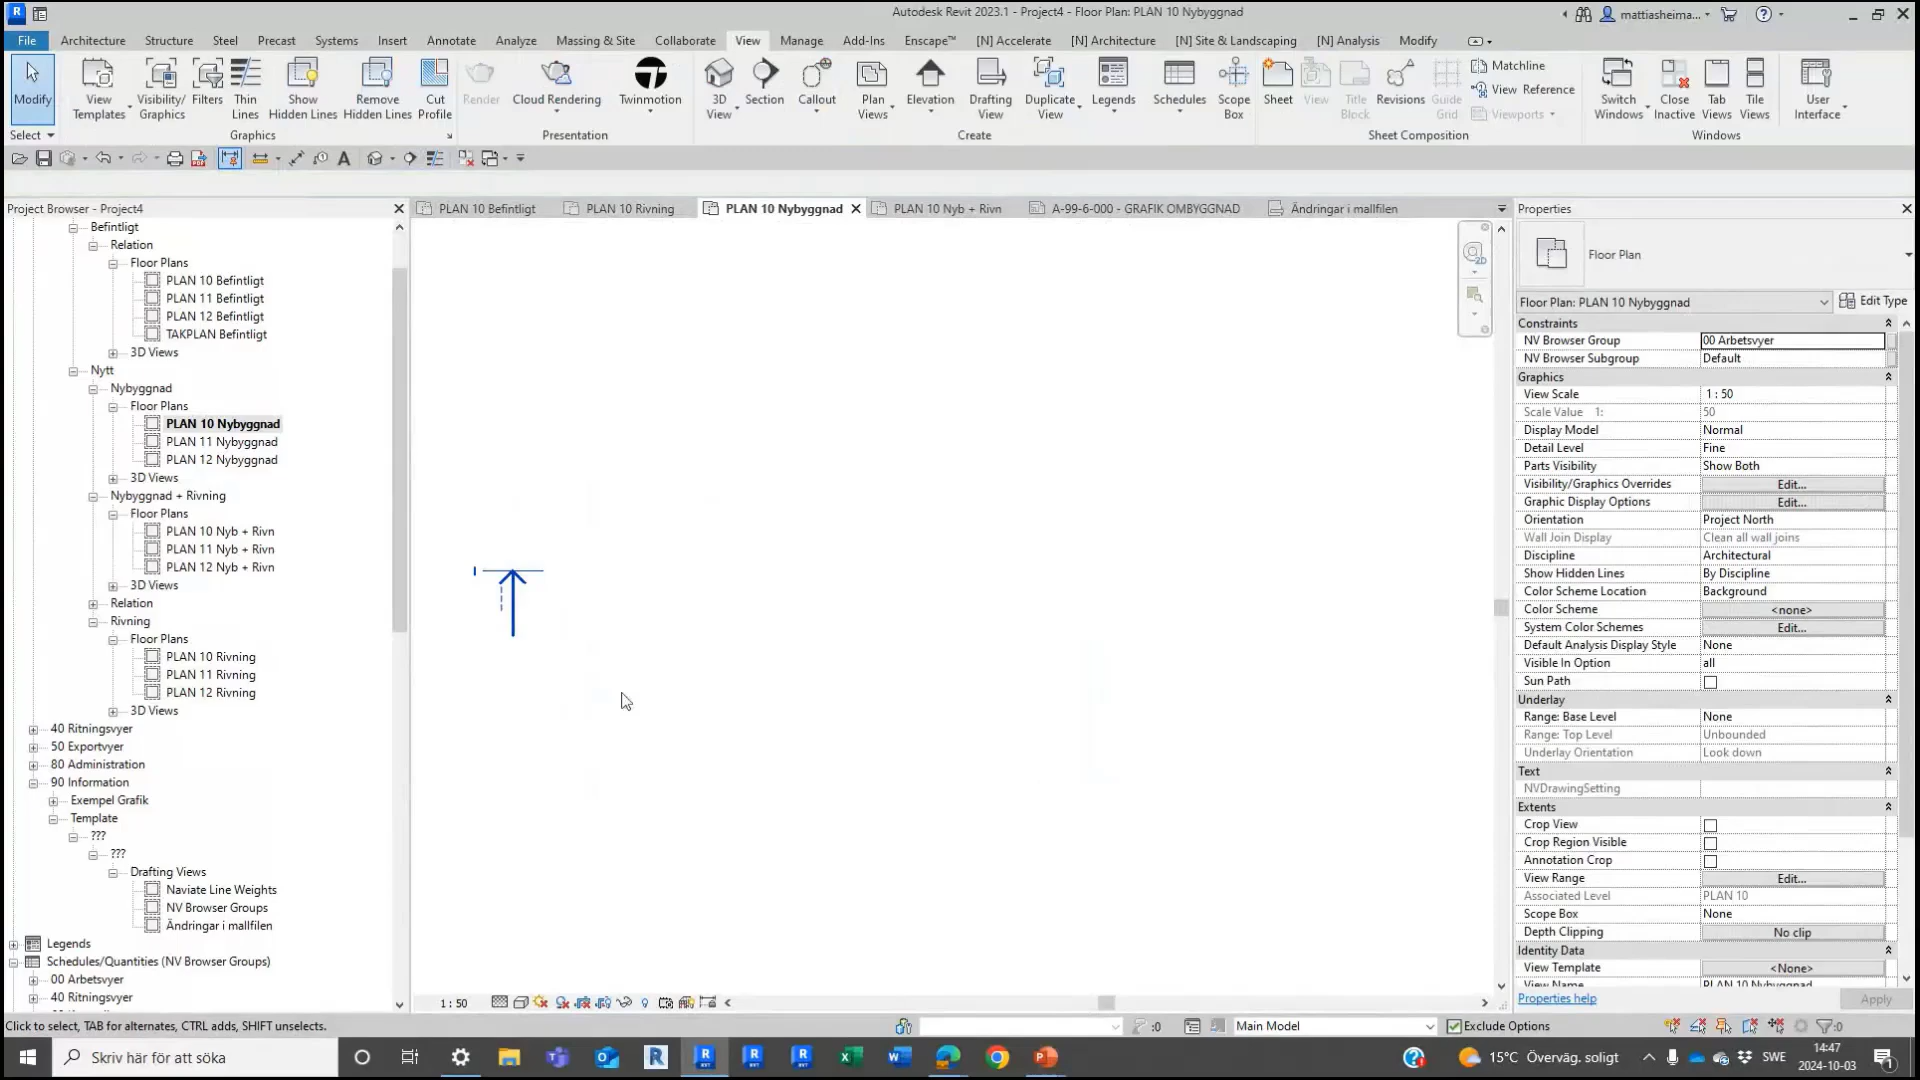 Autodesk Revit 2023.1 - Project4 - Floor Plan: PLAN 10 Nybyggnad
mattiasheima...
File Architecture Structure Steel Precast Systems Insert Annotate Analyze Massing & Site Collaborate View Manage Add-Ins Enscape™ [N] Accelerate [N] Architecture [N] Site & Landscaping [N] Analysis Modify
Modify
View Templates
Visibility/ Graphics
Filters
Thin Lines
Show Hidden Lines
Remove Hidden Lines
Cut Profile
Render
Cloud Rendering
Twinmotion
3D View
Section
Callout
Plan Views
Elevation
Drafting View
Duplicate View
Legends
Schedules
Scope Box
Sheet
View
Title Block
Revisions
Guide Grid
Matchline
View Reference
Viewports
Switch Windows
Close Inactive
Tab Views
Tile Views
User Interface
Select Graphics Presentation Create Sheet Composition Windows
Project Browser - Project4
Befintligt
Relation
Floor Plans
PLAN 10 Befintligt
PLAN 11 Befintligt
PLAN 12 Befintligt
TAKPLAN Befintligt
3D Views
Nytt
Nybyggnad
Floor Plans
PLAN 10 Nybyggnad
PLAN 11 Nybyggnad
PLAN 12 Nybyggnad
3D Views
Nybyggnad + Rivning
Floor Plans
PLAN 10 Nyb + Rivn
PLAN 11 Nyb + Rivn
PLAN 12 Nyb + Rivn
3D Views
Relation
Rivning
Floor Plans
PLAN 10 Rivning
PLAN 11 Rivning
PLAN 12 Rivning
3D Views
40 Ritningsvyer
50 Exportvyer
80 Administration
90 Information
Exempel Grafik
Template
???
???
Drafting Views
Naviate Line Weights
NV Browser Groups
Ändringar i mallfilen
Legends
Schedules/Quantities (NV Browser Groups)
00 Arbetsvyer
40 Ritningsvyer
PLAN 10 Befintligt PLAN 10 Rivning PLAN 10 Nybyggnad PLAN 10 Nyb + Rivn A-99-6-000 - GRAFIK OMBYGGNAD Ändringar i mallfilen
2D
1 : 50
Properties
Floor Plan
Floor Plan: PLAN 10 Nybyggnad Edit Type
Constraints
NV Browser Group 00 Arbetsvyer
NV Browser Subgroup Default
Graphics
View Scale 1 : 50
Scale Value 1: 50
Display Model Normal
Detail Level Fine
Parts Visibility Show Both
Visibility/Graphics Overrides Edit...
Graphic Display Options Edit...
Orientation Project North
Wall Join Display Clean all wall joins
Discipline Architectural
Show Hidden Lines By Discipline
Color Scheme Location Background
Color Scheme <none>
System Color Schemes Edit...
Default Analysis Display Style None
Visible In Option all
Sun Path
Underlay
Range: Base Level None
Range: Top Level Unbounded
Underlay Orientation Look down
Text
NVDrawingSetting
Extents
Crop View
Crop Region Visible
Annotation Crop
View Range Edit...
Associated Level PLAN 10
Scope Box None
Depth Clipping No clip
Identity Data
View Template <None>
View Name PLAN 10 Nybyggnad
Properties help Apply
Click to select, TAB for alternates, CTRL adds, SHIFT unselects.
:0 Main Model Exclude Options :0
Skriv här för att söka
15°C Överväg. soligt
SWE
14:47
2024-10-03